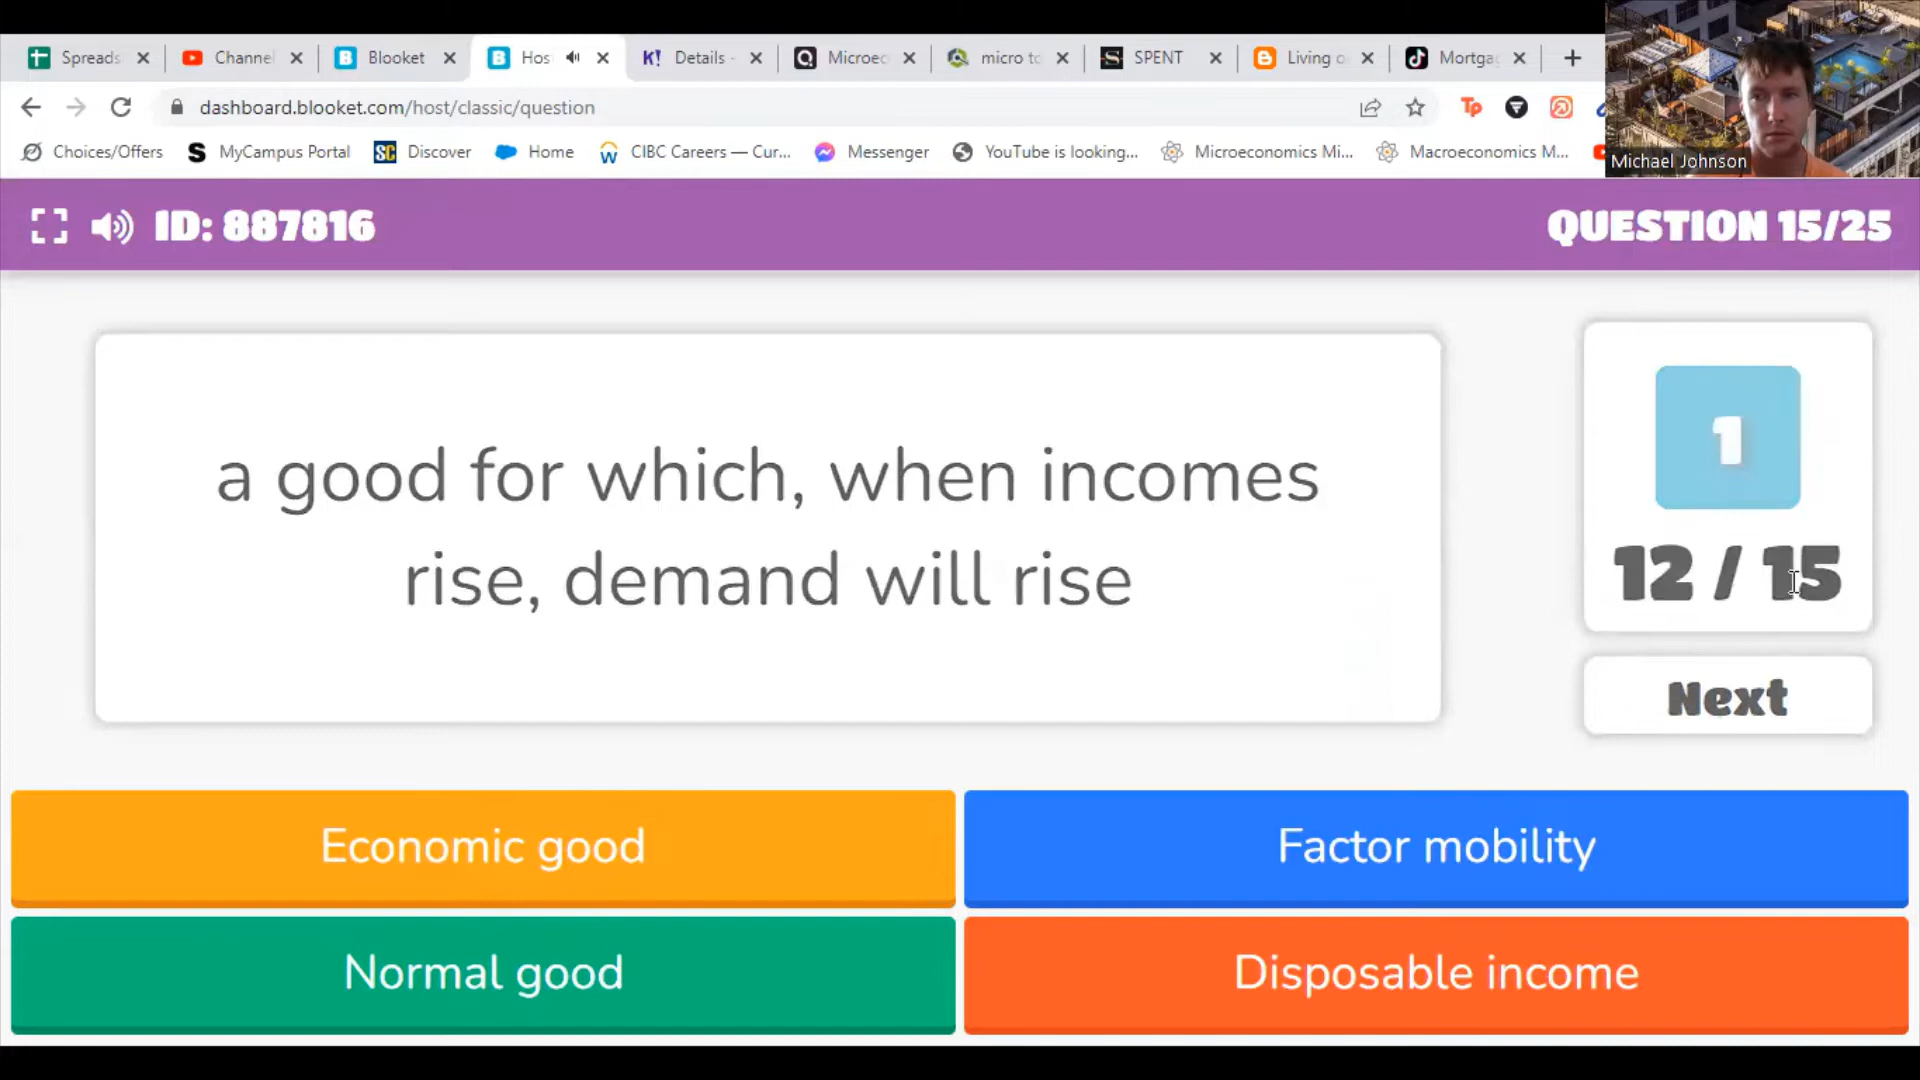 Spreads
Channel
Blooket
Hos
K! Details -
Microec
micro to
SPENT
Living o
Mortga
dashboard.blooket.com/host/classic/question
Tp
Choices/Offers
MyCampus Portal
SC Discover
Home
CIBC Careers — Cur...
Messenger
YouTube is looking...
Microeconomics Mi...
Macroeconomics M...
Michael Johnson
ID: 887816
QUESTION 15/25
a good for which, when incomes
rise, demand will rise
1
12 / 15
Next
Economic good
Factor mobility
Normal good
Disposable income